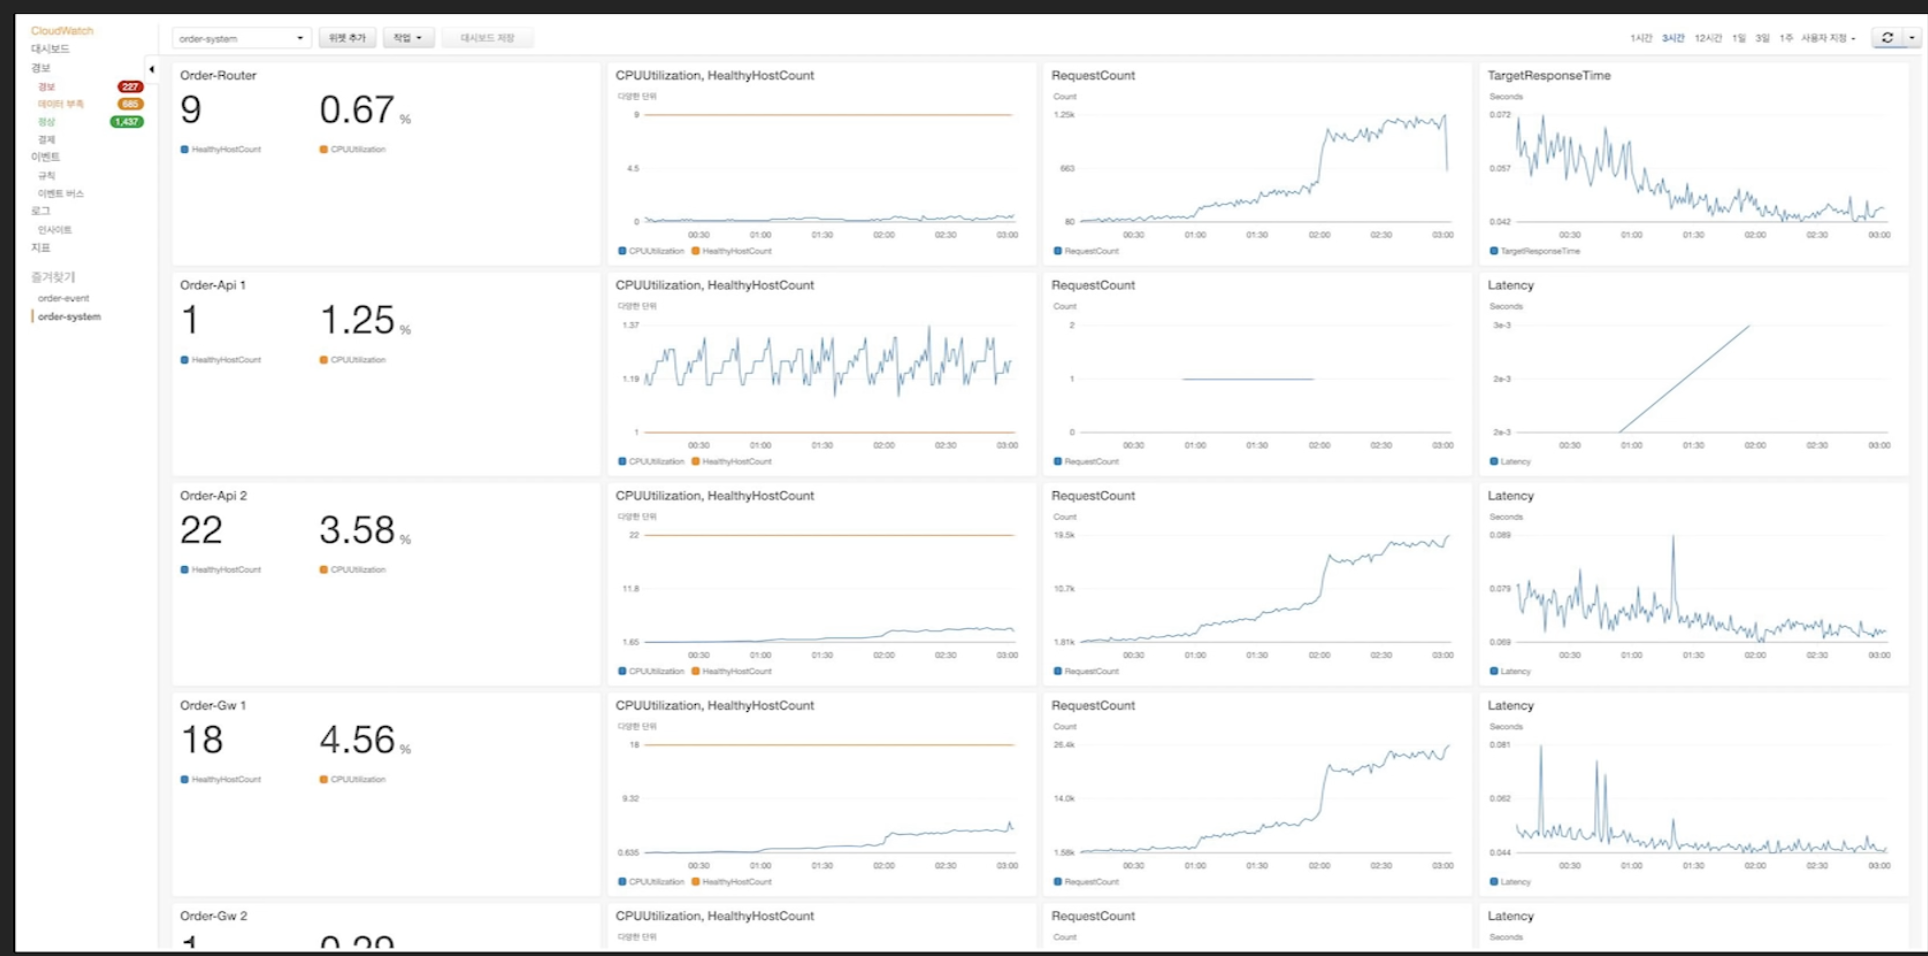 CloudWatch
대시보드
경보
경보 227
데이터 부족 685
정상 1,437
결제
이벤트
규칙
이벤트 버스
로그
인사이트
지표
즐겨찾기
order-event
order-system
order-system 위젯 추가 작업 대시보드 저장
1시간 3시간 12시간 1일 3일 1주 사용자 지정
Order-Router
9 0.67 %
HealthyHostCount CPUUtilization
CPUUtilization, HealthyHostCount
다양한 단위
9
4.5
0
00:30 01:00 01:30 02:00 02:30 03:00
CPUUtilization HealthyHostCount
RequestCount
Count
1.25k
663
80
00:30 01:00 01:30 02:00 02:30 03:00
RequestCount
TargetResponseTime
Seconds
0.072
0.057
0.042
00:30 01:00 01:30 02:00 02:30 03:00
TargetResponseTime
Order-Api 1
1 1.25 %
HealthyHostCount CPUUtilization
CPUUtilization, HealthyHostCount
다양한 단위
1.37
1.19
1
00:30 01:00 01:30 02:00 02:30 03:00
CPUUtilization HealthyHostCount
RequestCount
Count
2
1
0
00:30 01:00 01:30 02:00 02:30 03:00
RequestCount
Latency
Seconds
3e-3
2e-3
2e-3
00:30 01:00 01:30 02:00 02:30 03:00
Latency
Order-Api 2
22 3.58 %
HealthyHostCount CPUUtilization
CPUUtilization, HealthyHostCount
다양한 단위
22
11.8
1.65
00:30 01:00 01:30 02:00 02:30 03:00
CPUUtilization HealthyHostCount
RequestCount
Count
19.5k
10.7k
1.81k
00:30 01:00 01:30 02:00 02:30 03:00
RequestCount
Latency
Seconds
0.089
0.079
0.069
00:30 01:00 01:30 02:00 02:30 03:00
Latency
Order-Gw 1
18 4.56 %
HealthyHostCount CPUUtilization
CPUUtilization, HealthyHostCount
다양한 단위
18
9.32
0.635
00:30 01:00 01:30 02:00 02:30 03:00
CPUUtilization HealthyHostCount
RequestCount
Count
26.4k
14.0k
1.58k
00:30 01:00 01:30 02:00 02:30 03:00
RequestCount
Latency
Seconds
0.081
0.062
0.044
00:30 01:00 01:30 02:00 02:30 03:00
Latency
Order-Gw 2
CPUUtilization, HealthyHostCount
다양한 단위
RequestCount
Count
Latency
Seconds